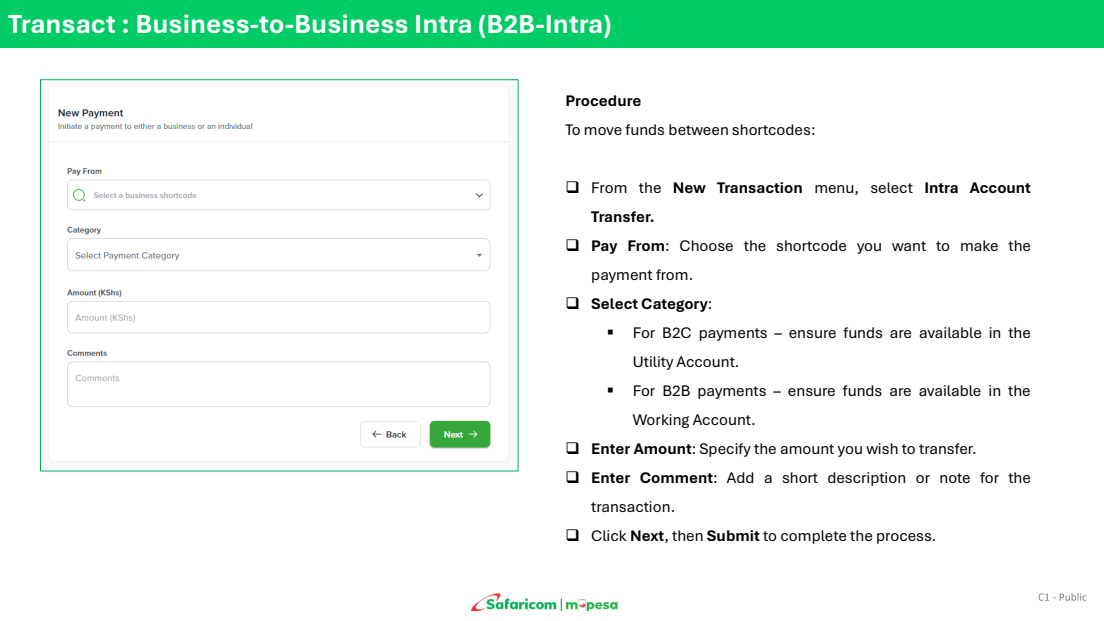 Transact : Business-to-Business Intra (B2B-Intra)
New Payment
Initiate a payment to either a business or an individual
Pay From
Select a business shortcode
Category
Select Payment Category
Amount (KShs)
Amount (KShs)
Comments
Comments
← Back
Next →
Procedure
To move funds between shortcodes:
❑ From the New Transaction menu, select Intra Account
Transfer.
❑ Pay From: Choose the shortcode you want to make the
payment from.
❑ Select Category:
▪ For B2C payments – ensure funds are available in the
Utility Account.
▪ For B2B payments – ensure funds are available in the
Working Account.
❑ Enter Amount: Specify the amount you wish to transfer.
❑ Enter Comment: Add a short description or note for the
transaction.
❑ Click Next, then Submit to complete the process.
Safaricom | m-pesa
C1 - Public